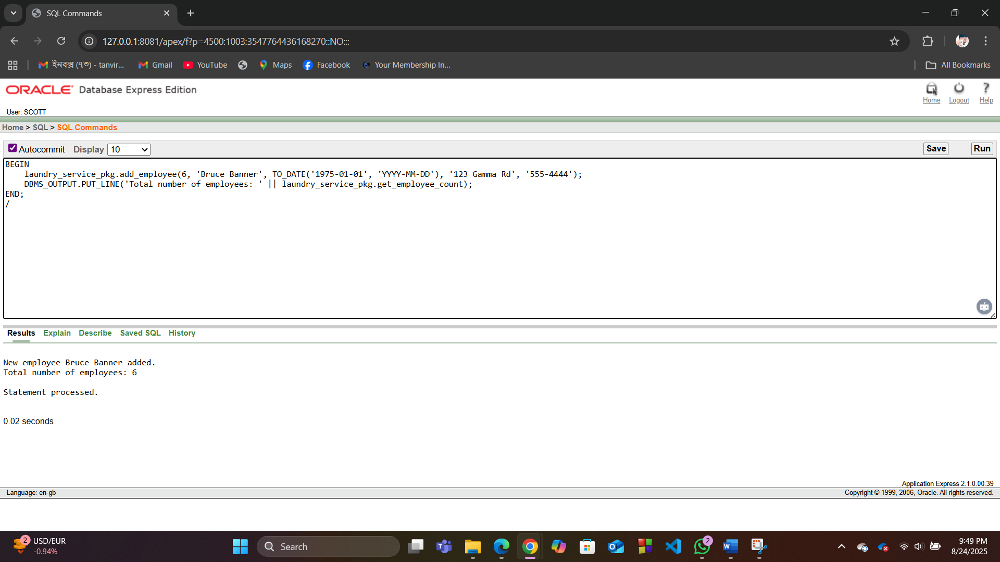 SQL Commands
127.0.0.1:8081/apex/f?p=4500:1003:3547764436168270::NO:::
ইনবক্স (৭৩) - tanvir...
Gmail
YouTube
Maps
Facebook
Your Membership In...
All Bookmarks
ORACLE Database Express Edition
Home
Logout
Help
User: SCOTT
Home > SQL > SQL Commands
Autocommit Display 10
Save
Run
BEGIN
    laundry_service_pkg.add_employee(6, 'Bruce Banner', TO_DATE('1975-01-01', 'YYYY-MM-DD'), '123 Gamma Rd', '555-4444');
    DBMS_OUTPUT.PUT_LINE('Total number of employees: ' || laundry_service_pkg.get_employee_count);
END;
/
Results Explain Describe Saved SQL History
New employee Bruce Banner added.
Total number of employees: 6
Statement processed.
0.02 seconds
Application Express 2.1.0.00.39
Language: en-gb
Copyright © 1999, 2006, Oracle. All rights reserved.
2
USD/EUR
-0.94%
Search
2
9:49 PM
8/24/2025